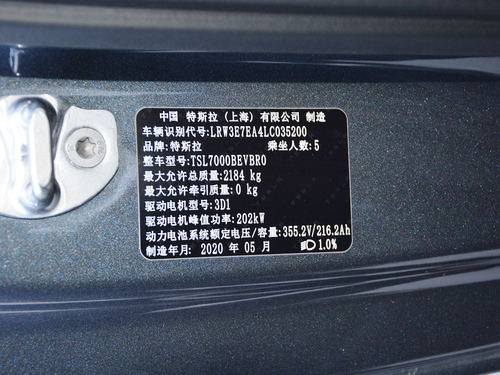 中国 特斯拉（上海）有限公司 制造
车辆识别代号:LRW3E7EA4LC035200
品牌:特斯拉 乘坐人数:5
整车型号:TSL7000BEVBR0
最大允许总质量:2184 kg
最大允许牵引质量:0 kg
驱动电机型号:3D1
驱动电机峰值功率:202kW
动力电池系统额定电压/容量:355.2V/216.2Ah
制造年月: 2020 年 05 月 1.0%